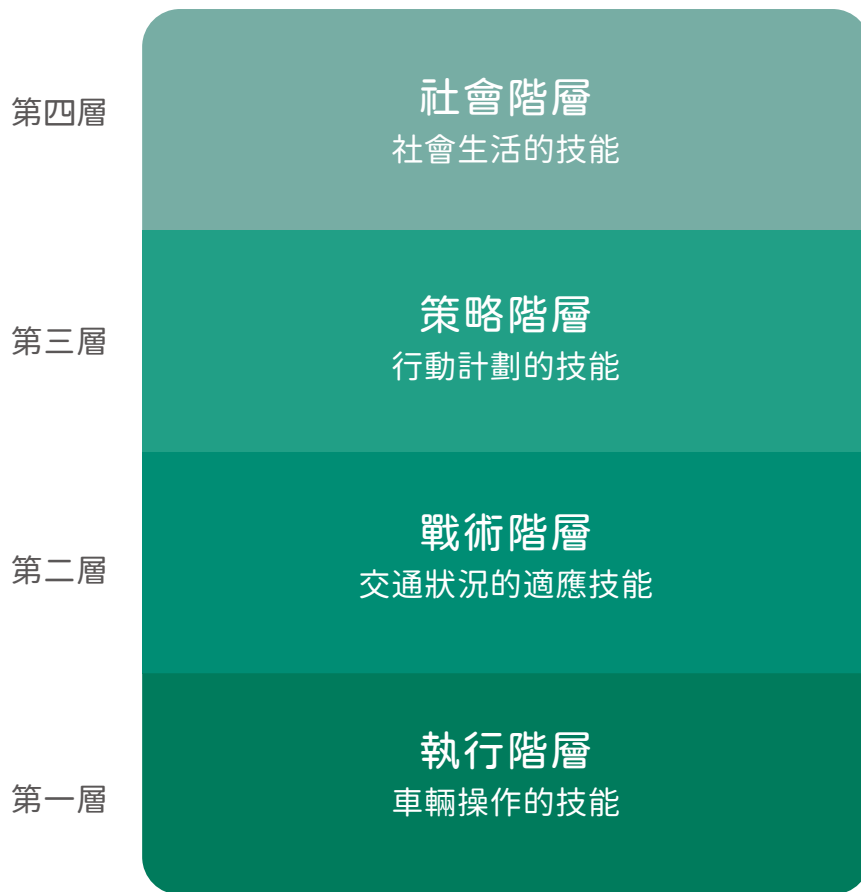 第四層
社會階層
社會生活的技能
第三層
策略階層
行動計劃的技能
第二層
戰術階層
交通狀況的適應技能
第一層
執行階層
車輛操作的技能